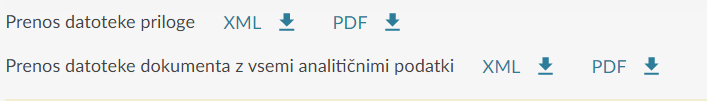 Prenos datoteke priloge XML PDF
Prenos datoteke dokumenta z vsemi analitičnimi podatki XML PDF